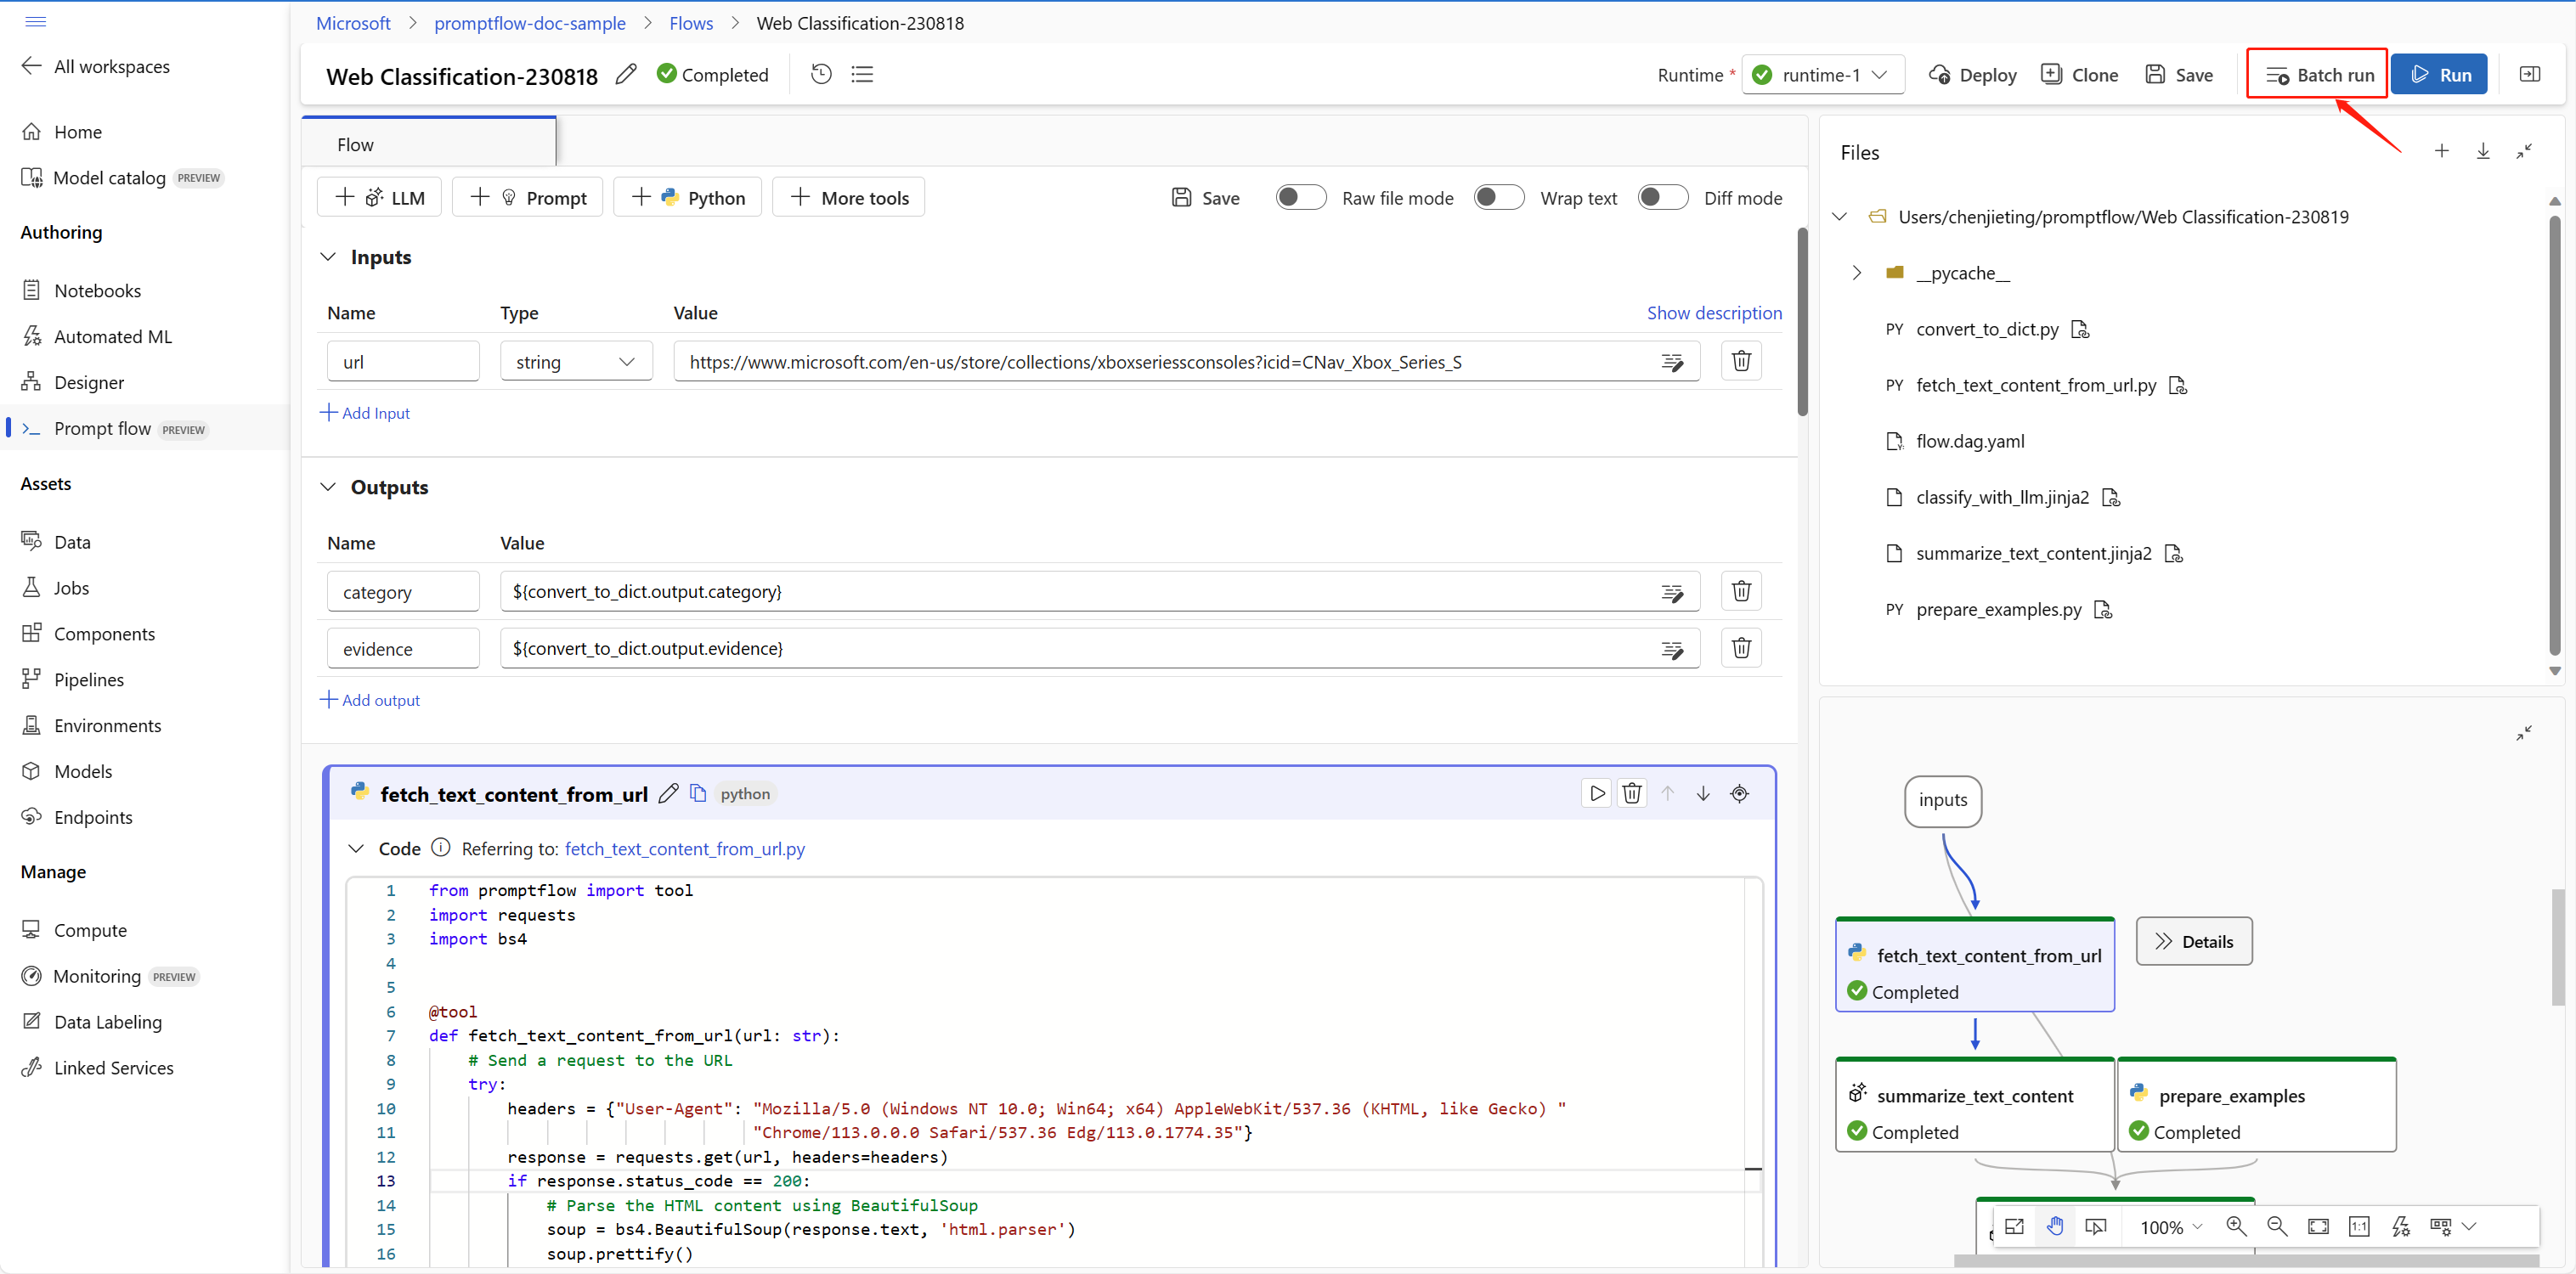 Microsoft > promptflow-doc-sample > Flows > Web Classification-230818
All workspaces
Home
Model catalog PREVIEW
Authoring
Notebooks
Automated ML
Designer
Prompt flow PREVIEW
Assets
Data
Jobs
Components
Pipelines
Environments
Models
Endpoints
Manage
Compute
Monitoring PREVIEW
Data Labeling
Linked Services
Web Classification-230818 Completed
Runtime * runtime-1 Deploy Clone Save Batch run Run
Flow
LLM Prompt Python More tools Save Raw file mode Wrap text Diff mode
Inputs
Name Type Value Show description
url string https://www.microsoft.com/en-us/store/collections/xboxseriessconsoles?icid=CNav_Xbox_Series_S
Add Input
Outputs
Name Value
category ${convert_to_dict.output.category}
evidence ${convert_to_dict.output.evidence}
Add output
fetch_text_content_from_url python
Code Referring to: fetch_text_content_from_url.py
1 from promptflow import tool
2 import requests
3 import bs4
4
5
6 @tool
7 def fetch_text_content_from_url(url: str):
8 # Send a request to the URL
9 try:
10 headers = {"User-Agent": "Mozilla/5.0 (Windows NT 10.0; Win64; x64) AppleWebKit/537.36 (KHTML, like Gecko) "
11 "Chrome/113.0.0.0 Safari/537.36 Edg/113.0.1774.35"}
12 response = requests.get(url, headers=headers)
13 if response.status_code == 200:
14 # Parse the HTML content using BeautifulSoup
15 soup = bs4.BeautifulSoup(response.text, 'html.parser')
16 soup.prettify()
Files
Users/chenjieting/promptflow/Web Classification-230819
__pycache__
PY convert_to_dict.py
PY fetch_text_content_from_url.py
flow.dag.yaml
classify_with_llm.jinja2
summarize_text_content.jinja2
PY prepare_examples.py
inputs
fetch_text_content_from_url
Completed
Details
summarize_text_content
Completed
prepare_examples
Completed
100% 1:1